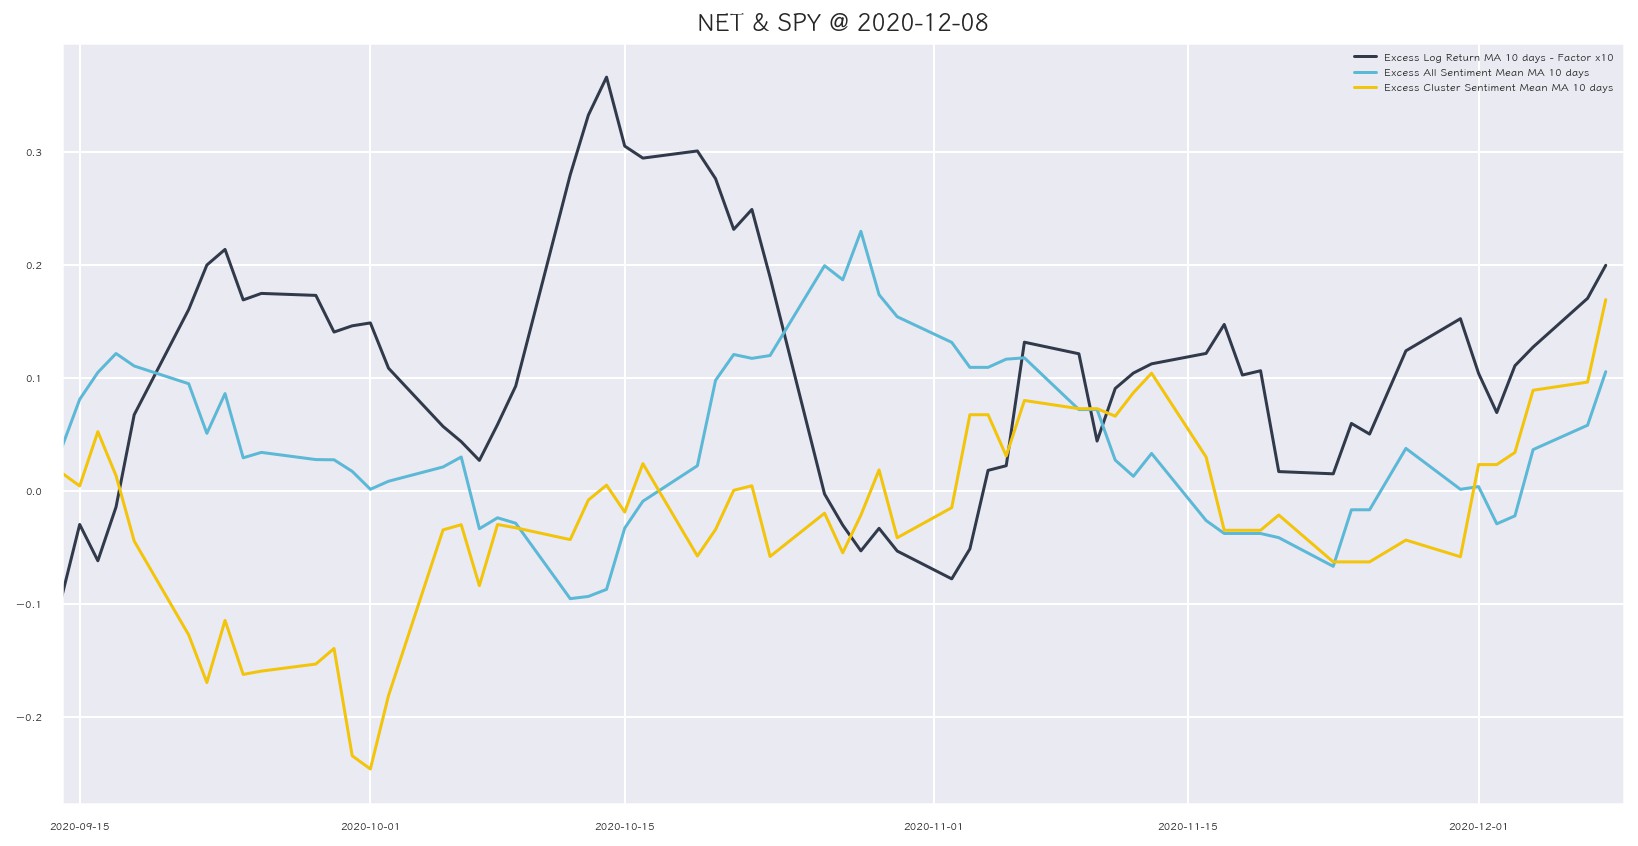 NET & SPY @ 2020-12-08
Excess Log Return MA 10 days - Factor x10
Excess All Sentiment Mean MA 10 days
Excess Cluster Sentiment Mean MA 10 days
0.3
0.2
0.1
0.0
−0.1
−0.2
2020-09-15 2020-10-01 2020-10-15 2020-11-01 2020-11-15 2020-12-01